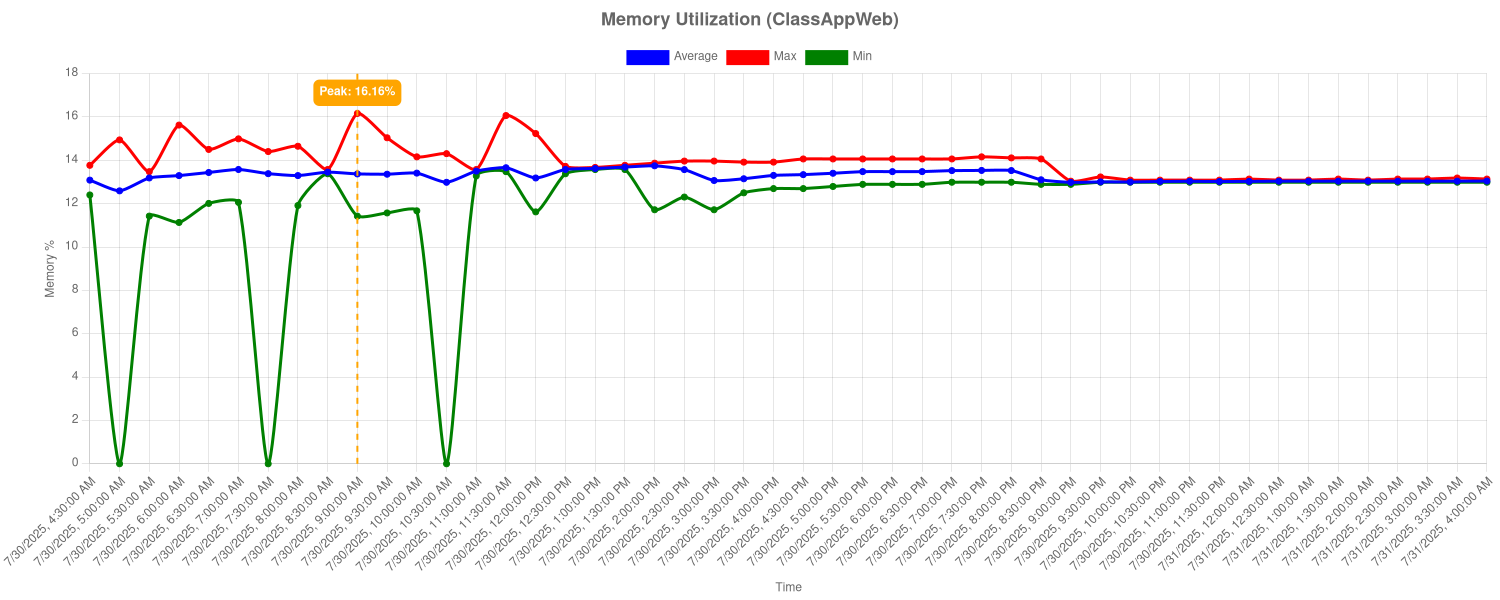 Memory Utilization (ClassAppWeb)
Average Max Min
Peak: 16.16%
18
16
14
12
10
8
6
4
2
0
Memory %
7/30/2025, 4:30:00 AM
7/30/2025, 5:00:00 AM
7/30/2025, 5:30:00 AM
7/30/2025, 6:00:00 AM
7/30/2025, 6:30:00 AM
7/30/2025, 7:00:00 AM
7/30/2025, 7:30:00 AM
7/30/2025, 8:00:00 AM
7/30/2025, 8:30:00 AM
7/30/2025, 9:00:00 AM
7/30/2025, 9:30:00 AM
7/30/2025, 10:00:00 AM
7/30/2025, 10:30:00 AM
7/30/2025, 11:00:00 AM
7/30/2025, 11:30:00 AM
7/30/2025, 12:00:00 PM
7/30/2025, 12:30:00 PM
7/30/2025, 1:00:00 PM
7/30/2025, 1:30:00 PM
7/30/2025, 2:00:00 PM
7/30/2025, 2:30:00 PM
7/30/2025, 3:00:00 PM
7/30/2025, 3:30:00 PM
7/30/2025, 4:00:00 PM
7/30/2025, 4:30:00 PM
7/30/2025, 5:00:00 PM
7/30/2025, 5:30:00 PM
7/30/2025, 6:00:00 PM
7/30/2025, 6:30:00 PM
7/30/2025, 7:00:00 PM
7/30/2025, 7:30:00 PM
7/30/2025, 8:00:00 PM
7/30/2025, 8:30:00 PM
7/30/2025, 9:00:00 PM
7/30/2025, 9:30:00 PM
7/30/2025, 10:00:00 PM
7/30/2025, 10:30:00 PM
7/30/2025, 11:00:00 PM
7/30/2025, 11:30:00 PM
7/31/2025, 12:00:00 AM
7/31/2025, 12:30:00 AM
7/31/2025, 1:00:00 AM
7/31/2025, 1:30:00 AM
7/31/2025, 2:00:00 AM
7/31/2025, 2:30:00 AM
7/31/2025, 3:00:00 AM
7/31/2025, 3:30:00 AM
7/31/2025, 4:00:00 AM
Time